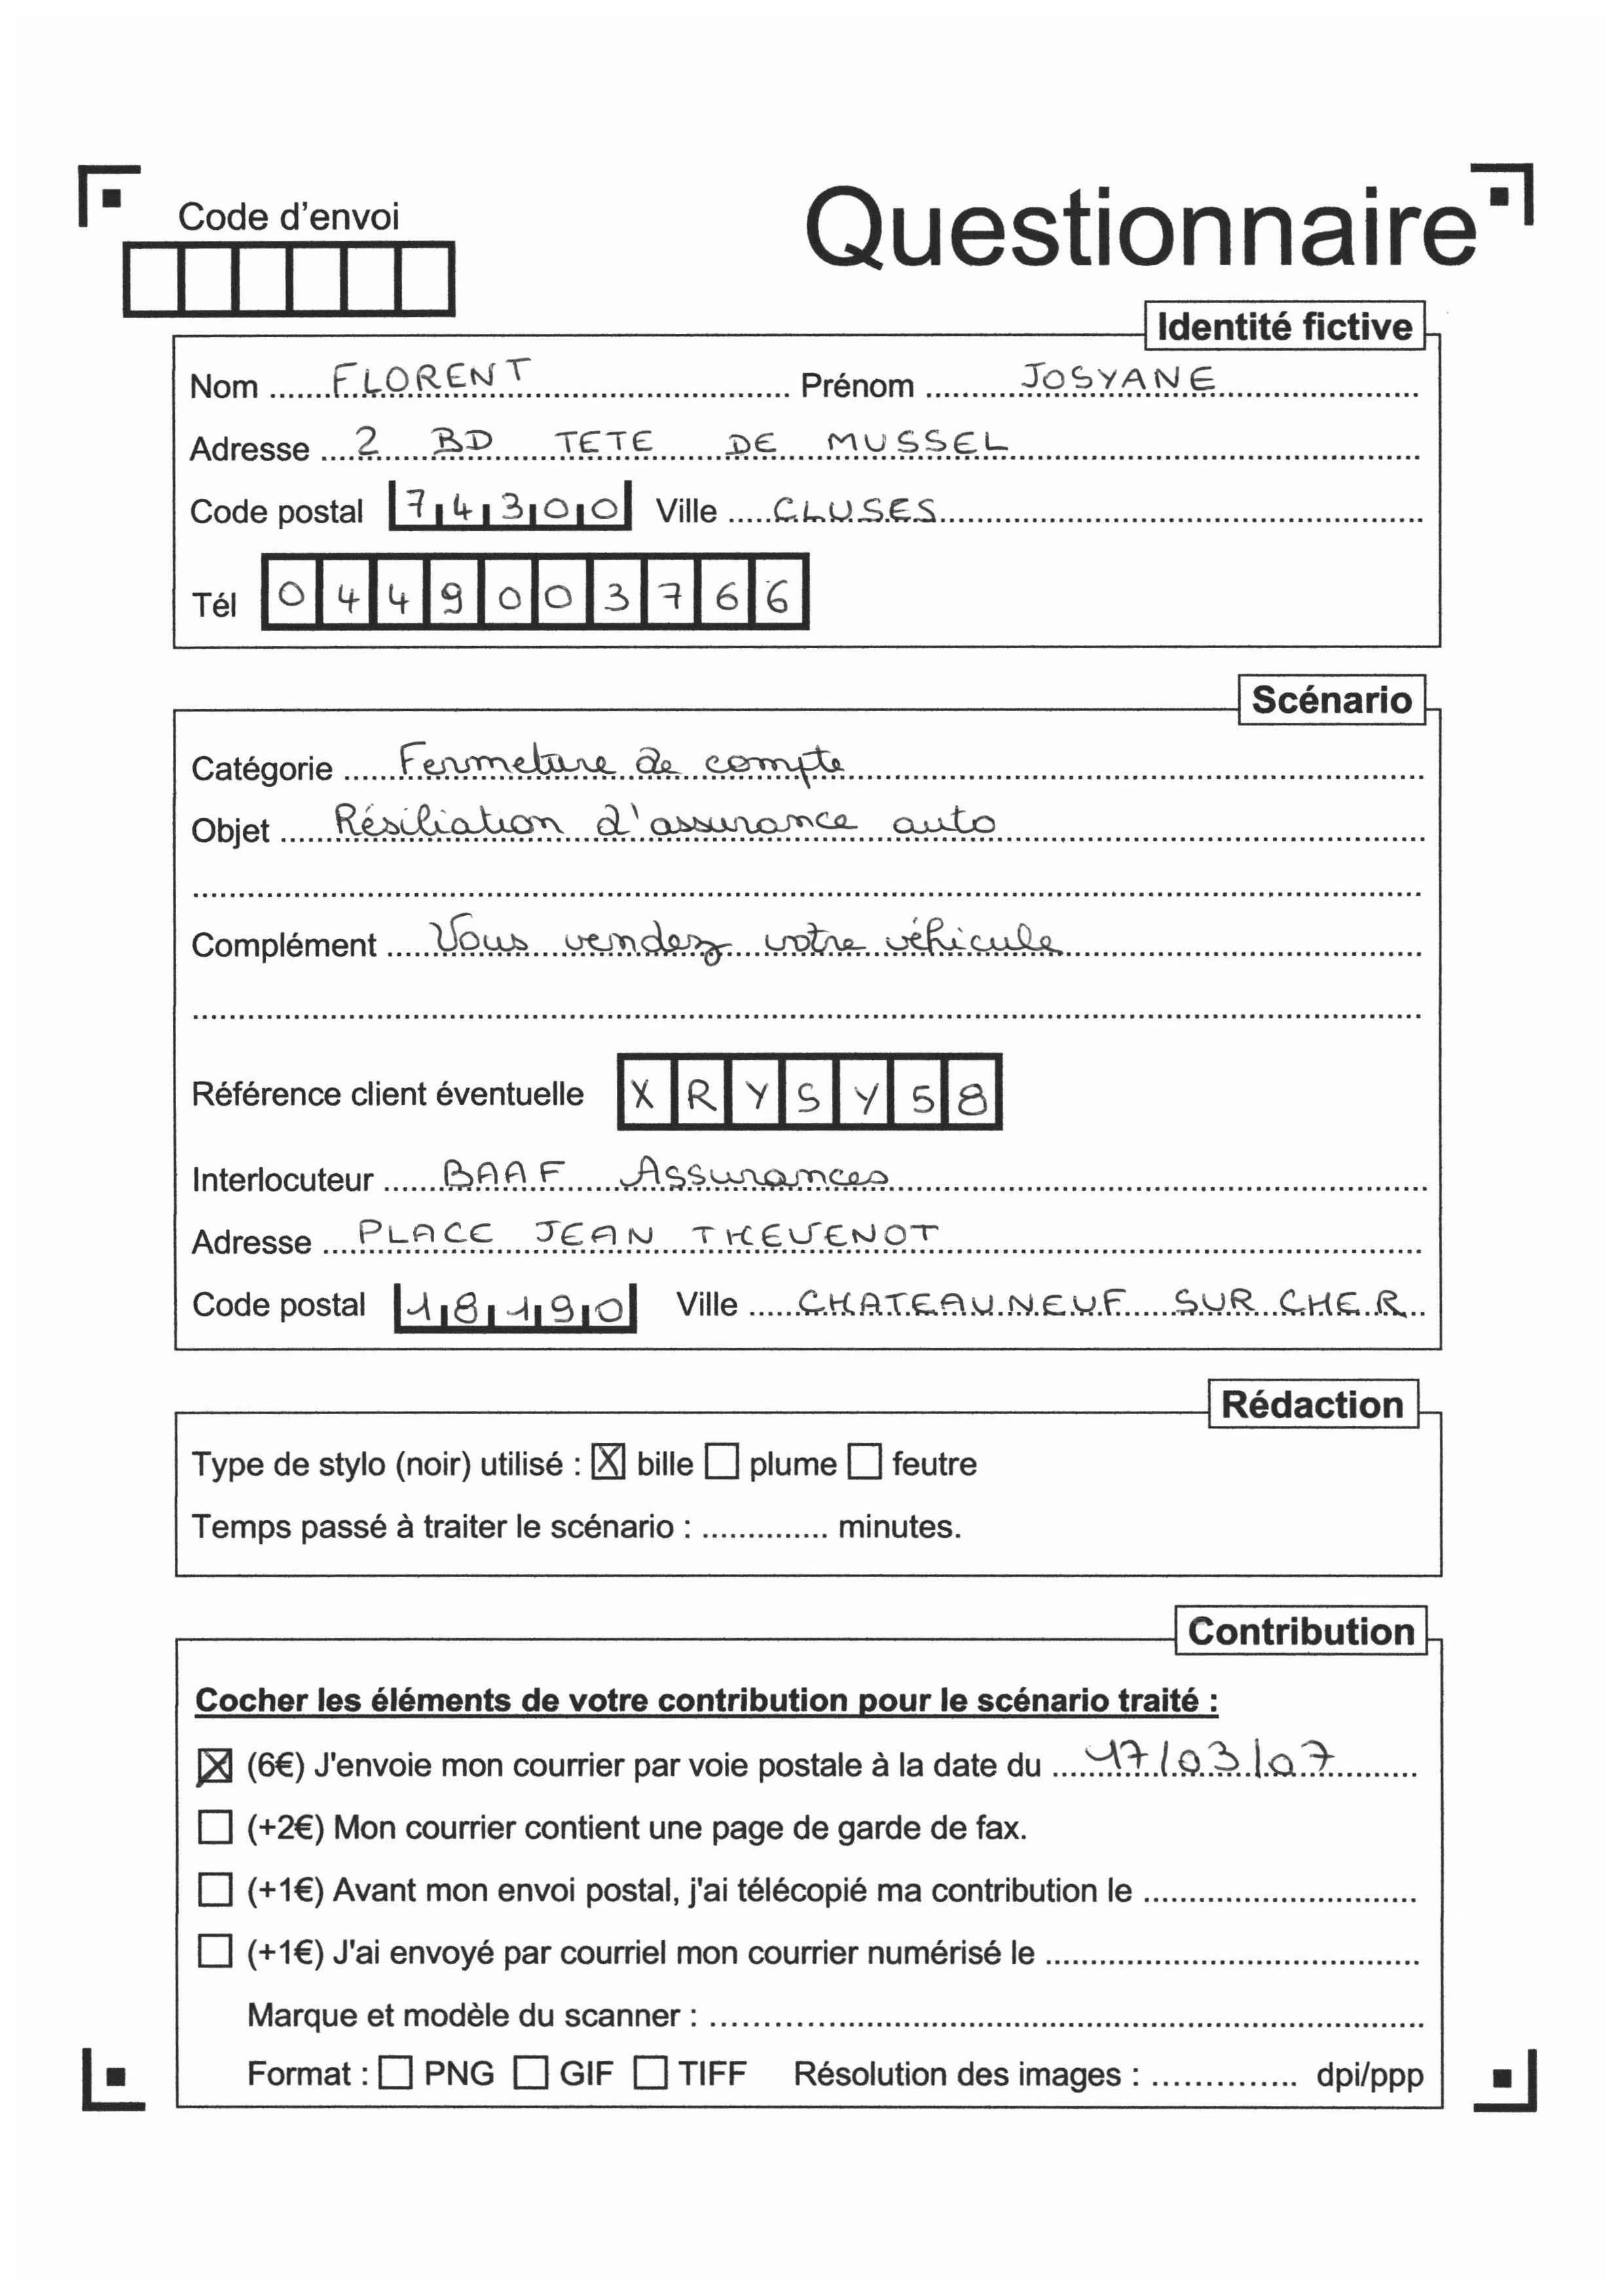 Code d'envoi
Questionnaire
Identité fictive
Nom ...... FLORENT ...... Prénom ...... JOSYANE ......
Adresse ...... 2 BD TETE DE MUSSEL ......
Code postal 74300 Ville ...... CLUSES ......
Tél 0449003766
Scénario
Catégorie ...... Fermeture de compte ......
Objet ...... Résiliation d'assurance auto ......
Complément ...... Vous vendez votre véhicule ......
Référence client éventuelle XRYSY58
Interlocuteur ...... BAAF Assurances ......
Adresse ...... PLACE JEAN THEVENOT ......
Code postal 18190 Ville ...... CHATEAUNEUF SUR CHER ......
Rédaction
Type de stylo (noir) utilisé : ☒ bille ☐ plume ☐ feutre
Temps passé à traiter le scénario : .............. minutes.
Contribution
Cocher les éléments de votre contribution pour le scénario traité :
☒ (6€) J'envoie mon courrier par voie postale à la date du ...... 17/03/07 ......
☐ (+2€) Mon courrier contient une page de garde de fax.
☐ (+1€) Avant mon envoi postal, j'ai télécopié ma contribution le ..............................
☐ (+1€) J'ai envoyé par courriel mon courrier numérisé le ........................................
Marque et modèle du scanner : ..............................
Format : ☐ PNG ☐ GIF ☐ TIFF Résolution des images : ............... dpi/ppp